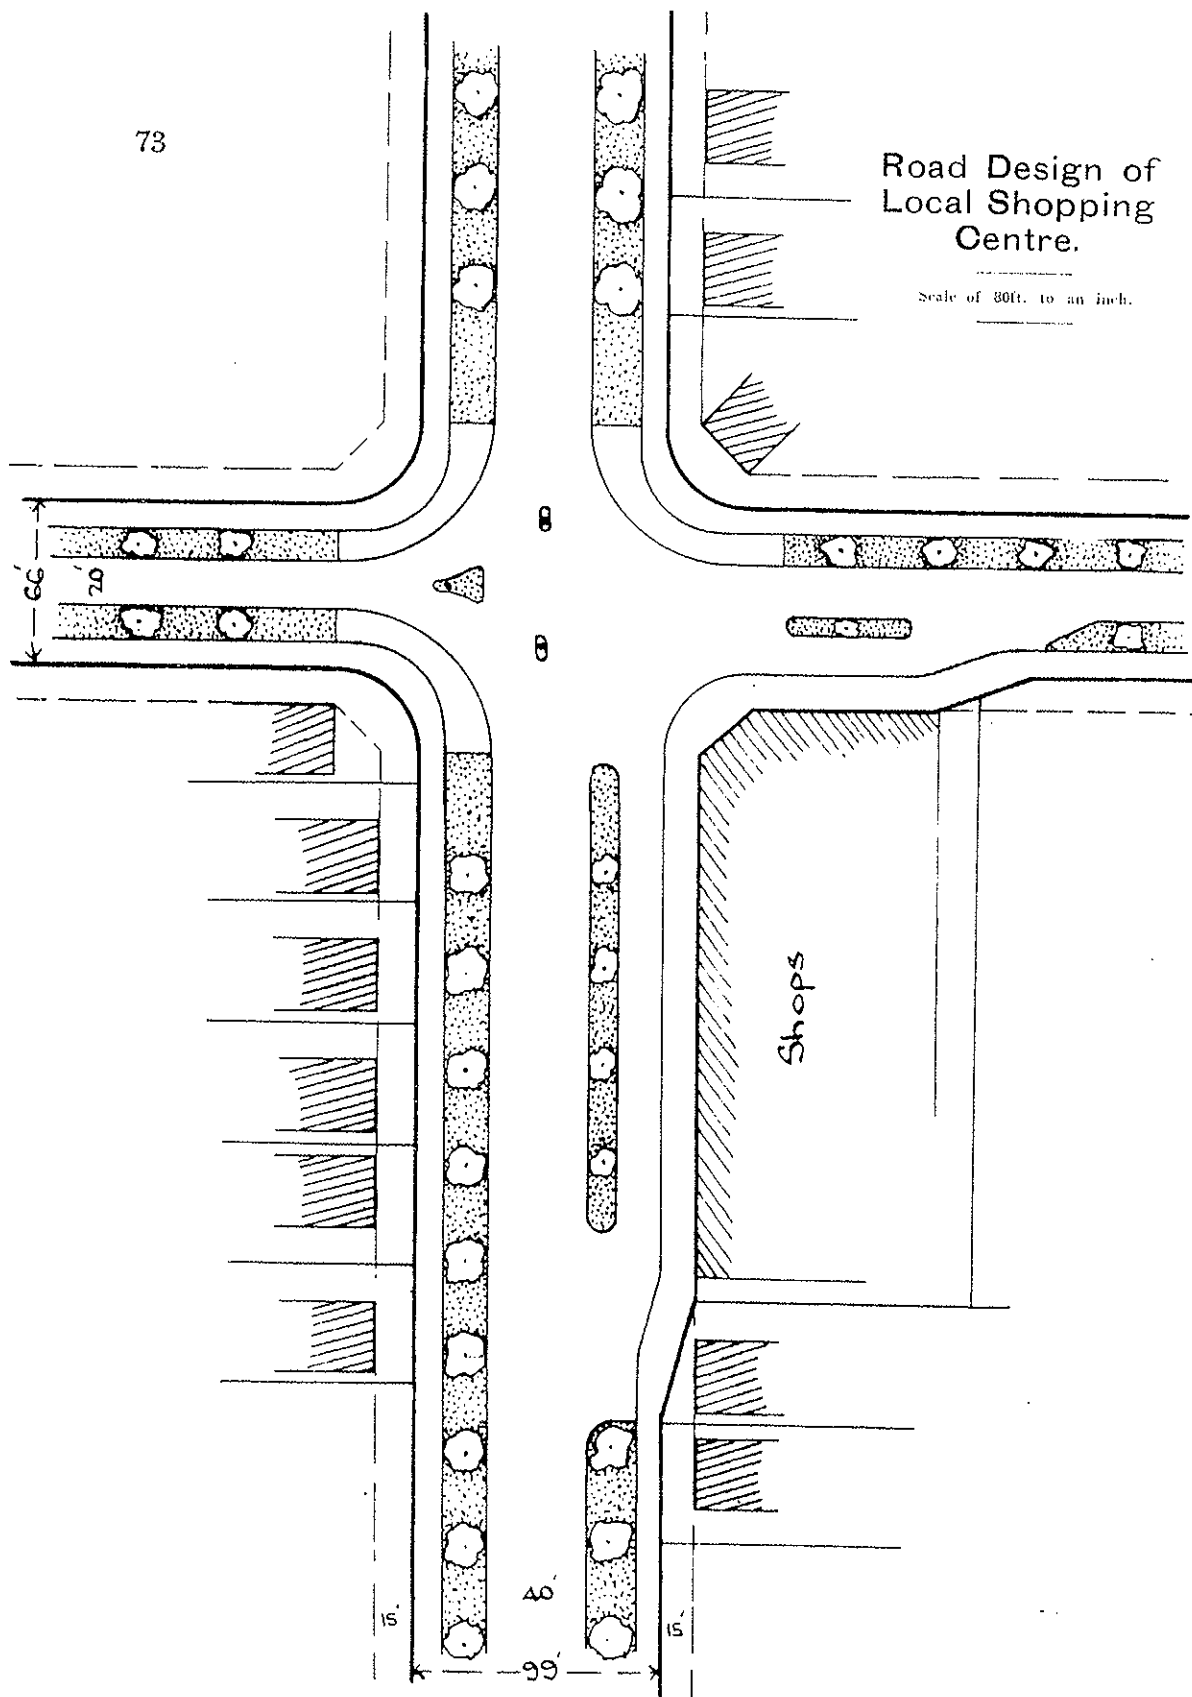 73
Road Design of
Local Shopping
Centre.
Scale of 80ft. to an inch.
66'
20'
Shops
40'
15'
15'
99'